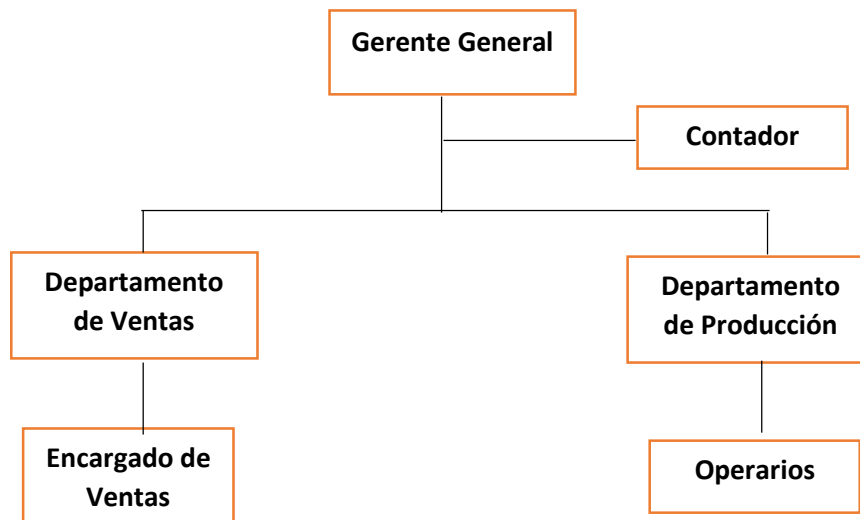 Gerente General
Contador
Departamento
de Ventas
Departamento
de Producción
Encargado de
Ventas
Operarios